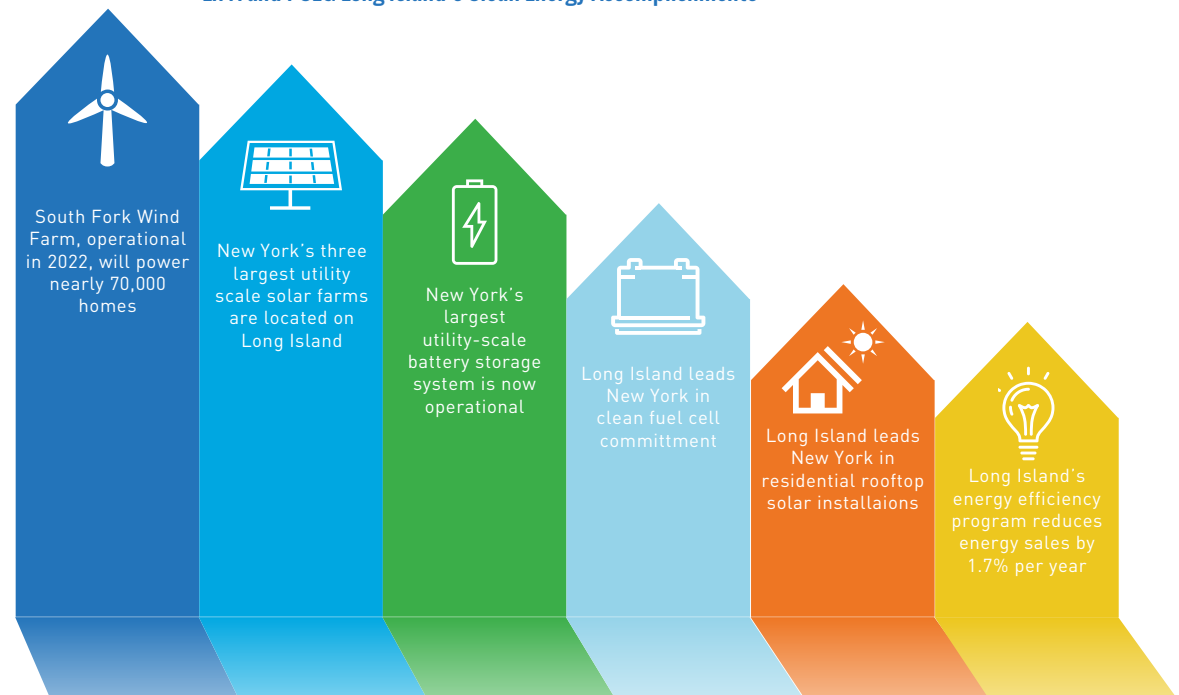 South Fork Wind
Farm, operational
in 2022, will power
nearly 70,000
homes
New York's three
largest utility
scale solar farms
are located on
Long Island
New York's
largest
utility-scale
battery storage
system is now
operational
Long Island leads
New York in
clean fuel cell
committment
Long Island leads
New York in
residential rooftop
solar installaions
Long Island's
energy efficiency
program reduces
energy sales by
1.7% per year